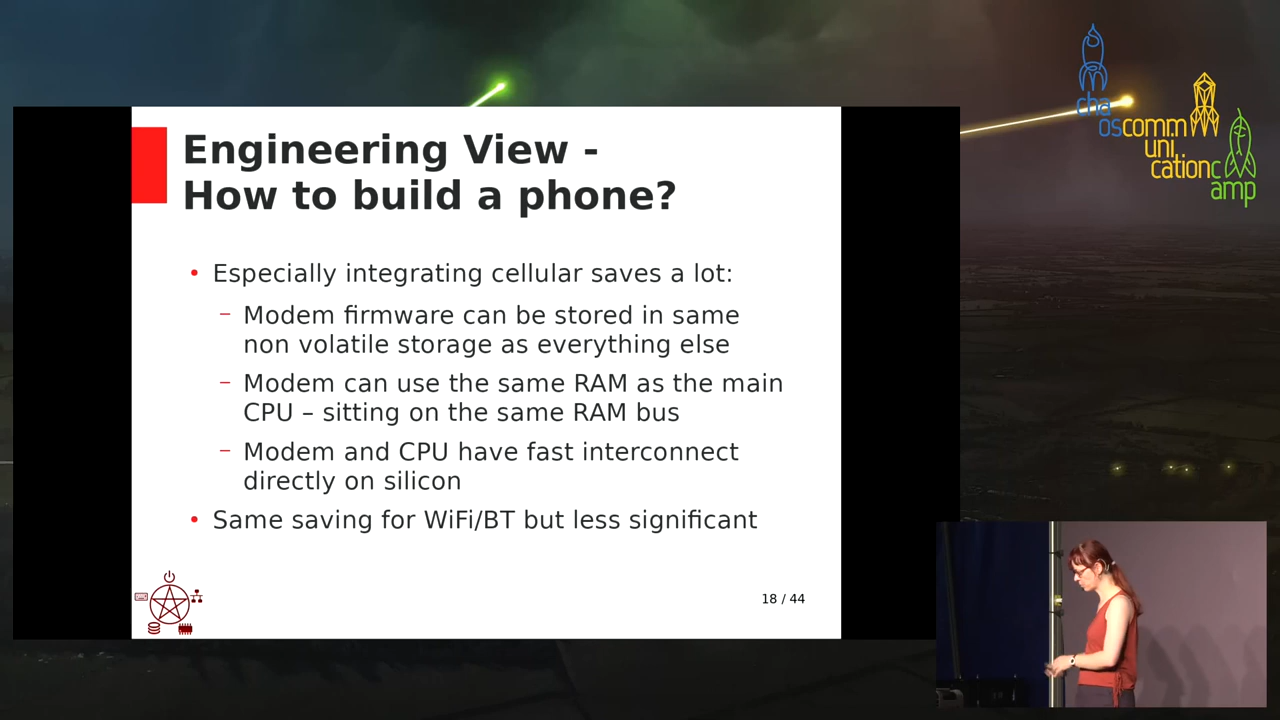 Engineering View -
How to build a phone?
• Especially integrating cellular saves a lot:
– Modem firmware can be stored in same
non volatile storage as everything else
– Modem can use the same RAM as the main
CPU – sitting on the same RAM bus
– Modem and CPU have fast interconnect
directly on silicon
• Same saving for WiFi/BT but less significant
18 / 44
cha
oscomm
uni
cationc
amp